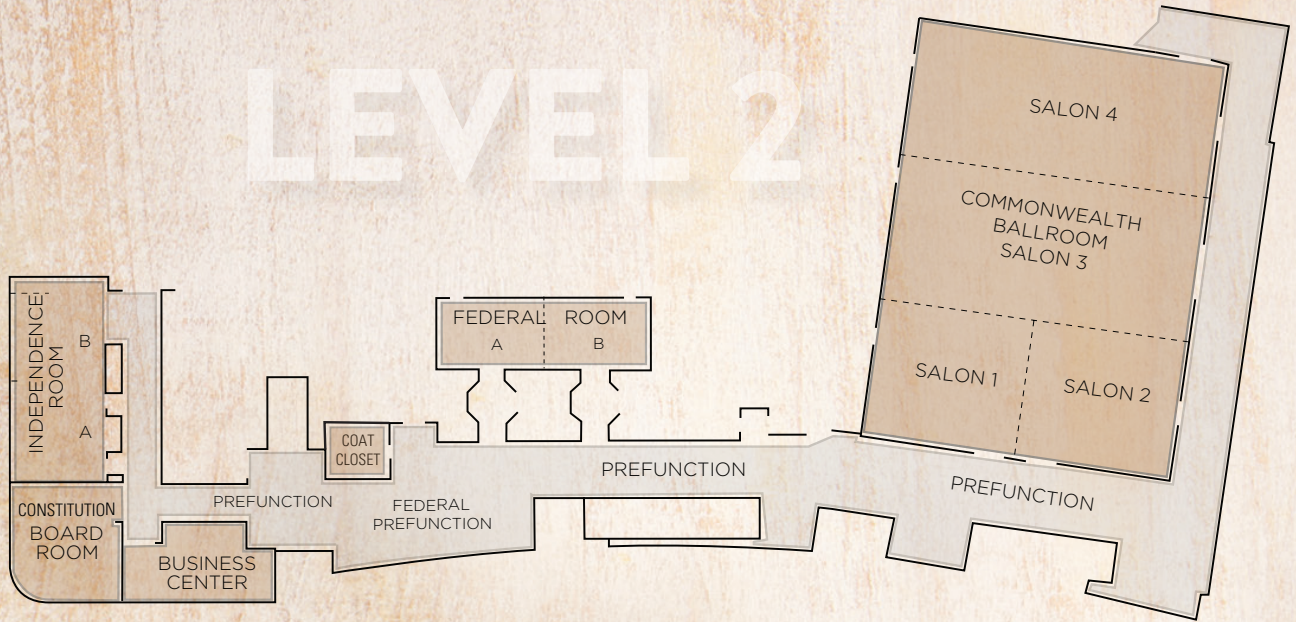 LEVEL 2
SALON 4
COMMONWEALTH
BALLROOM
SALON 3
SALON 1
SALON 2
FEDERAL ROOM
A
B
INDEPENDENCE
ROOM
B
A
COAT
CLOSET
PREFUNCTION
PREFUNCTION
PREFUNCTION
FEDERAL
PREFUNCTION
CONSTITUTION
BOARD
ROOM
BUSINESS
CENTER